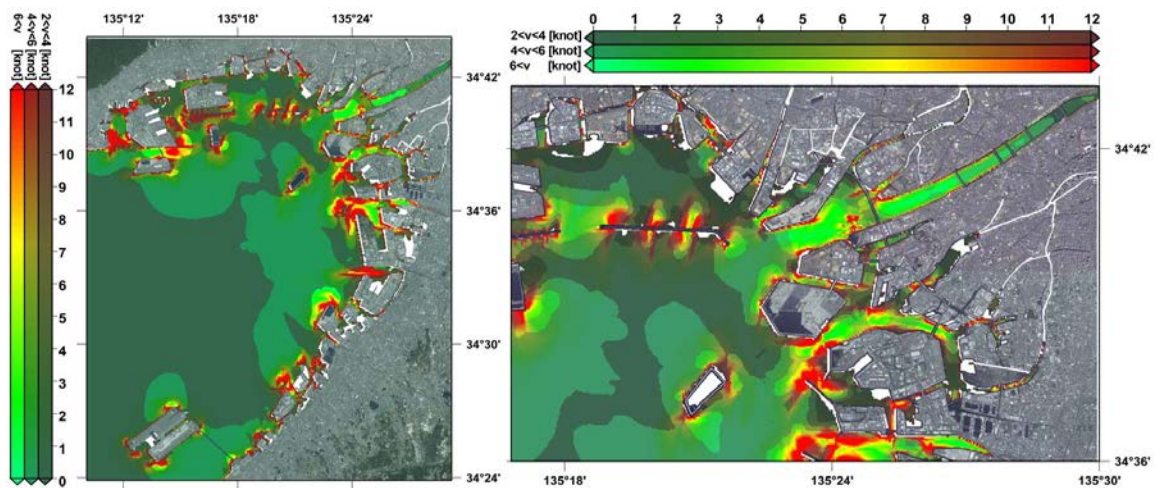 135°12' 135°18' 135°24'
2<v<4 [knot]
4<v<6 [knot]
6<v [knot]
12
11
10
9
8
7
6
5
4
3
2
1
0
34°42'
34°36'
34°30'
34°24'
0 1 2 3 4 5 6 7 8 9 10 11 12
2<v<4 [knot]
4<v<6 [knot]
6<v [knot]
34°42'
34°36'
135°18' 135°24' 135°30'